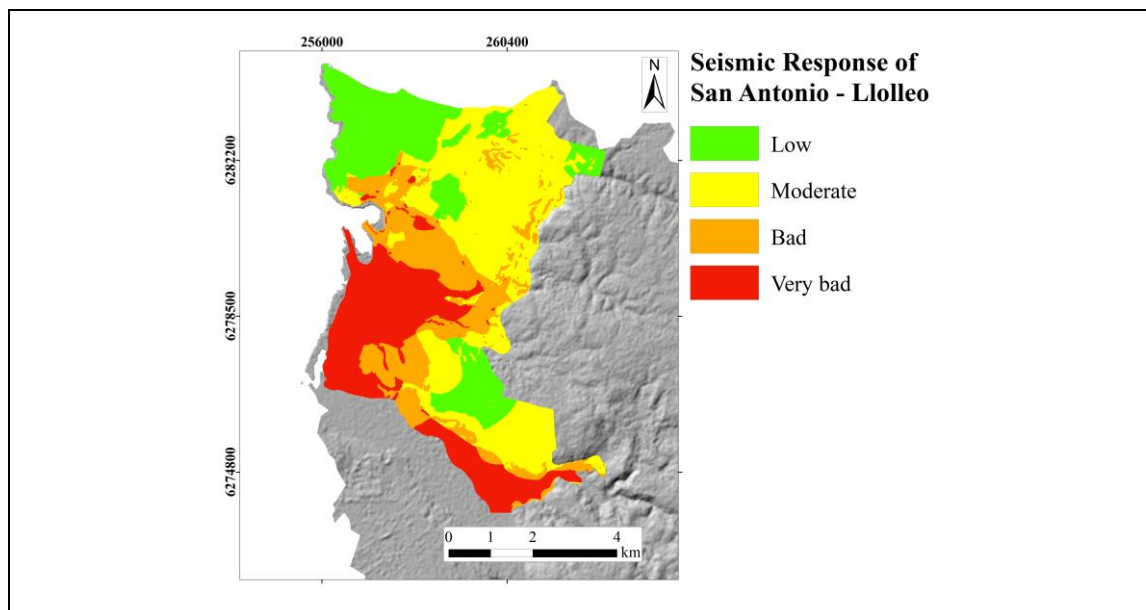 256000
260400
N
Seismic Response of
San Antonio - Llolleo
Low
Moderate
Bad
Very bad
6282200
6278500
6274800
0 1 2 4
km